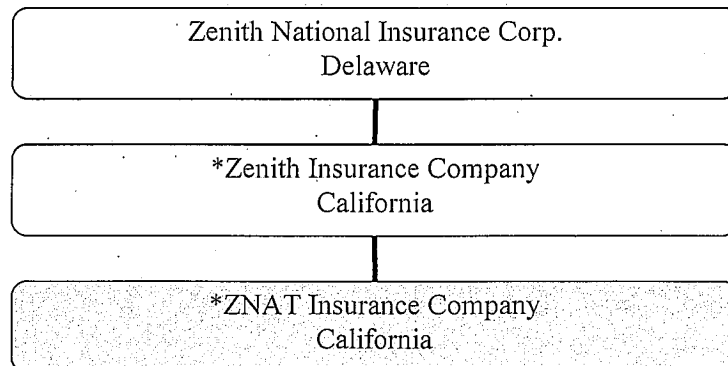 Zenith National Insurance Corp.
Delaware
*Zenith Insurance Company
California
*ZNAT Insurance Company
California